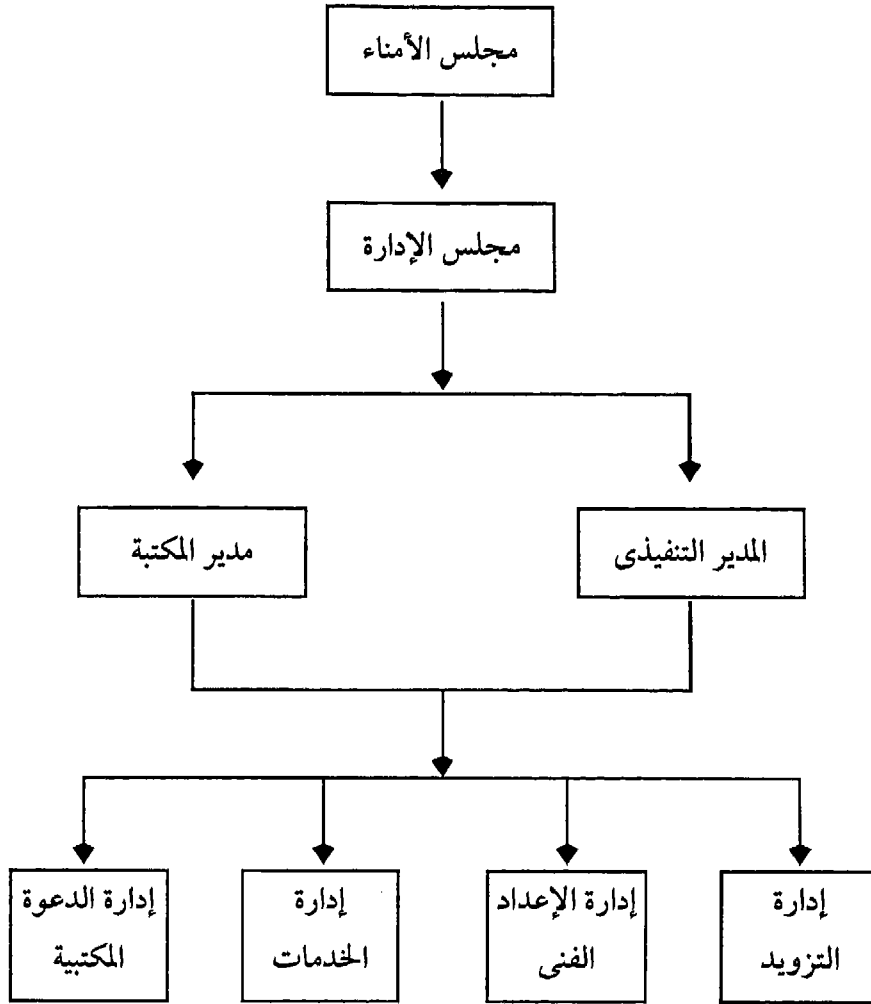 مجلس الأمناء
مجلس الإدارة
المدير التنفيذى
مدير المكتبة
إدارة
التزويد
إدارة الإعداد
الفنى
إدارة
الخدمات
إدارة الدعوة
المكتبية